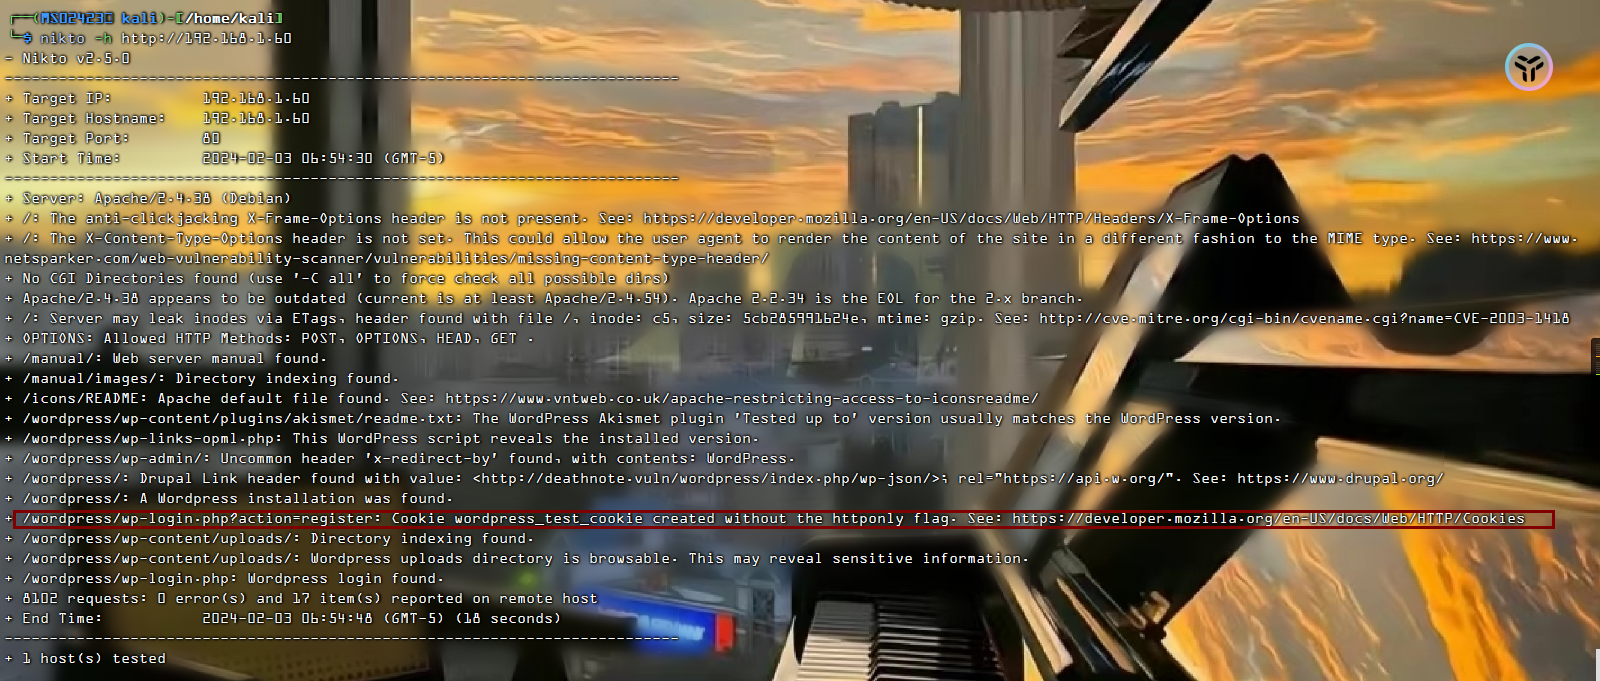 ┌──(MS02423㉿ kali)-[/home/kali]
└─$ nikto -h http://192.168.1.60
- Nikto v2.5.0
---------------------------------------------------------------------------
+ Target IP:          192.168.1.60
+ Target Hostname:    192.168.1.60
+ Target Port:        80
+ Start Time:         2024-02-03 06:54:30 (GMT-5)
---------------------------------------------------------------------------
+ Server: Apache/2.4.38 (Debian)
+ /: The anti-clickjacking X-Frame-Options header is not present. See: https://developer.mozilla.org/en-US/docs/Web/HTTP/Headers/X-Frame-Options
+ /: The X-Content-Type-Options header is not set. This could allow the user agent to render the content of the site in a different fashion to the MIME type. See: https://www.
netsparker.com/web-vulnerability-scanner/vulnerabilities/missing-content-type-header/
+ No CGI Directories found (use '-C all' to force check all possible dirs)
+ Apache/2.4.38 appears to be outdated (current is at least Apache/2.4.54). Apache 2.2.34 is the EOL for the 2.x branch.
+ /: Server may leak inodes via ETags, header found with file /, inode: c5, size: 5cb285991624e, mtime: gzip. See: http://cve.mitre.org/cgi-bin/cvename.cgi?name=CVE-2003-1418
+ OPTIONS: Allowed HTTP Methods: POST, OPTIONS, HEAD, GET .
+ /manual/: Web server manual found.
+ /manual/images/: Directory indexing found.
+ /icons/README: Apache default file found. See: https://www.vntweb.co.uk/apache-restricting-access-to-iconsreadme/
+ /wordpress/wp-content/plugins/akismet/readme.txt: The WordPress Akismet plugin 'Tested up to' version usually matches the WordPress version.
+ /wordpress/wp-links-opml.php: This WordPress script reveals the installed version.
+ /wordpress/wp-admin/: Uncommon header 'x-redirect-by' found, with contents: WordPress.
+ /wordpress/: Drupal Link header found with value: <http://deathnote.vuln/wordpress/index.php/wp-json/>; rel="https://api.w.org/". See: https://www.drupal.org/
+ /wordpress/: A Wordpress installation was found.
+ /wordpress/wp-login.php?action=register: Cookie wordpress_test_cookie created without the httponly flag. See: https://developer.mozilla.org/en-US/docs/Web/HTTP/Cookies
+ /wordpress/wp-content/uploads/: Directory indexing found.
+ /wordpress/wp-content/uploads/: Wordpress uploads directory is browsable. This may reveal sensitive information.
+ /wordpress/wp-login.php: Wordpress login found.
+ 8102 requests: 0 error(s) and 17 item(s) reported on remote host
+ End Time:           2024-02-03 06:54:48 (GMT-5) (18 seconds)
---------------------------------------------------------------------------
+ 1 host(s) tested